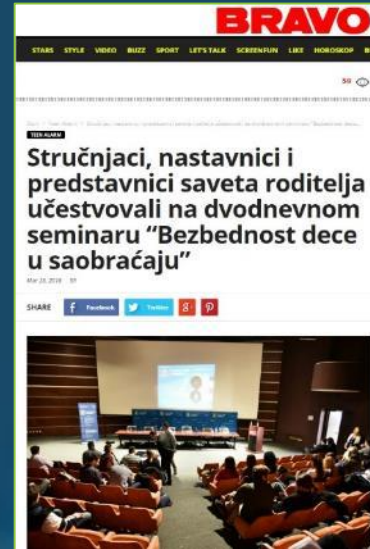 BRAVO
STARS STYLE VIDEO BUZZ SPORT LET'S TALK SCREENFUN LIKE HOROSKOP
50
TEEN ALARM
Stručnjaci, nastavnici i
predstavnici saveta roditelja
učestvovali na dvodnevnom
seminaru “Bezbednost dece
u saobraćaju”
SHARE Facebook Twitter